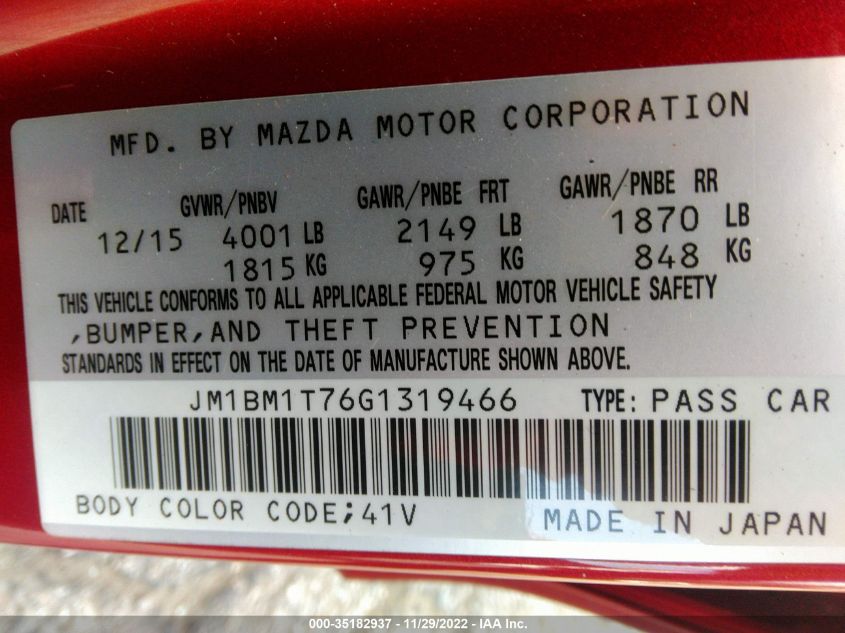 MFD. BY MAZDA MOTOR CORPORATION
DATE GVWR/PNBV GAWR/PNBE FRT GAWR/PNBE RR
12/15 4001 LB 2149 LB 1870 LB
1815 KG 975 KG 848 KG
THIS VEHICLE CONFORMS TO ALL APPLICABLE FEDERAL MOTOR VEHICLE SAFETY
,BUMPER,AND THEFT PREVENTION
STANDARDS IN EFFECT ON THE DATE OF MANUFACTURE SHOWN ABOVE.
JM1BM1T76G1319466 TYPE: PASS CAR
BODY COLOR CODE;41V MADE IN JAPAN
000-35182937 - 11/29/2022 - IAA Inc.